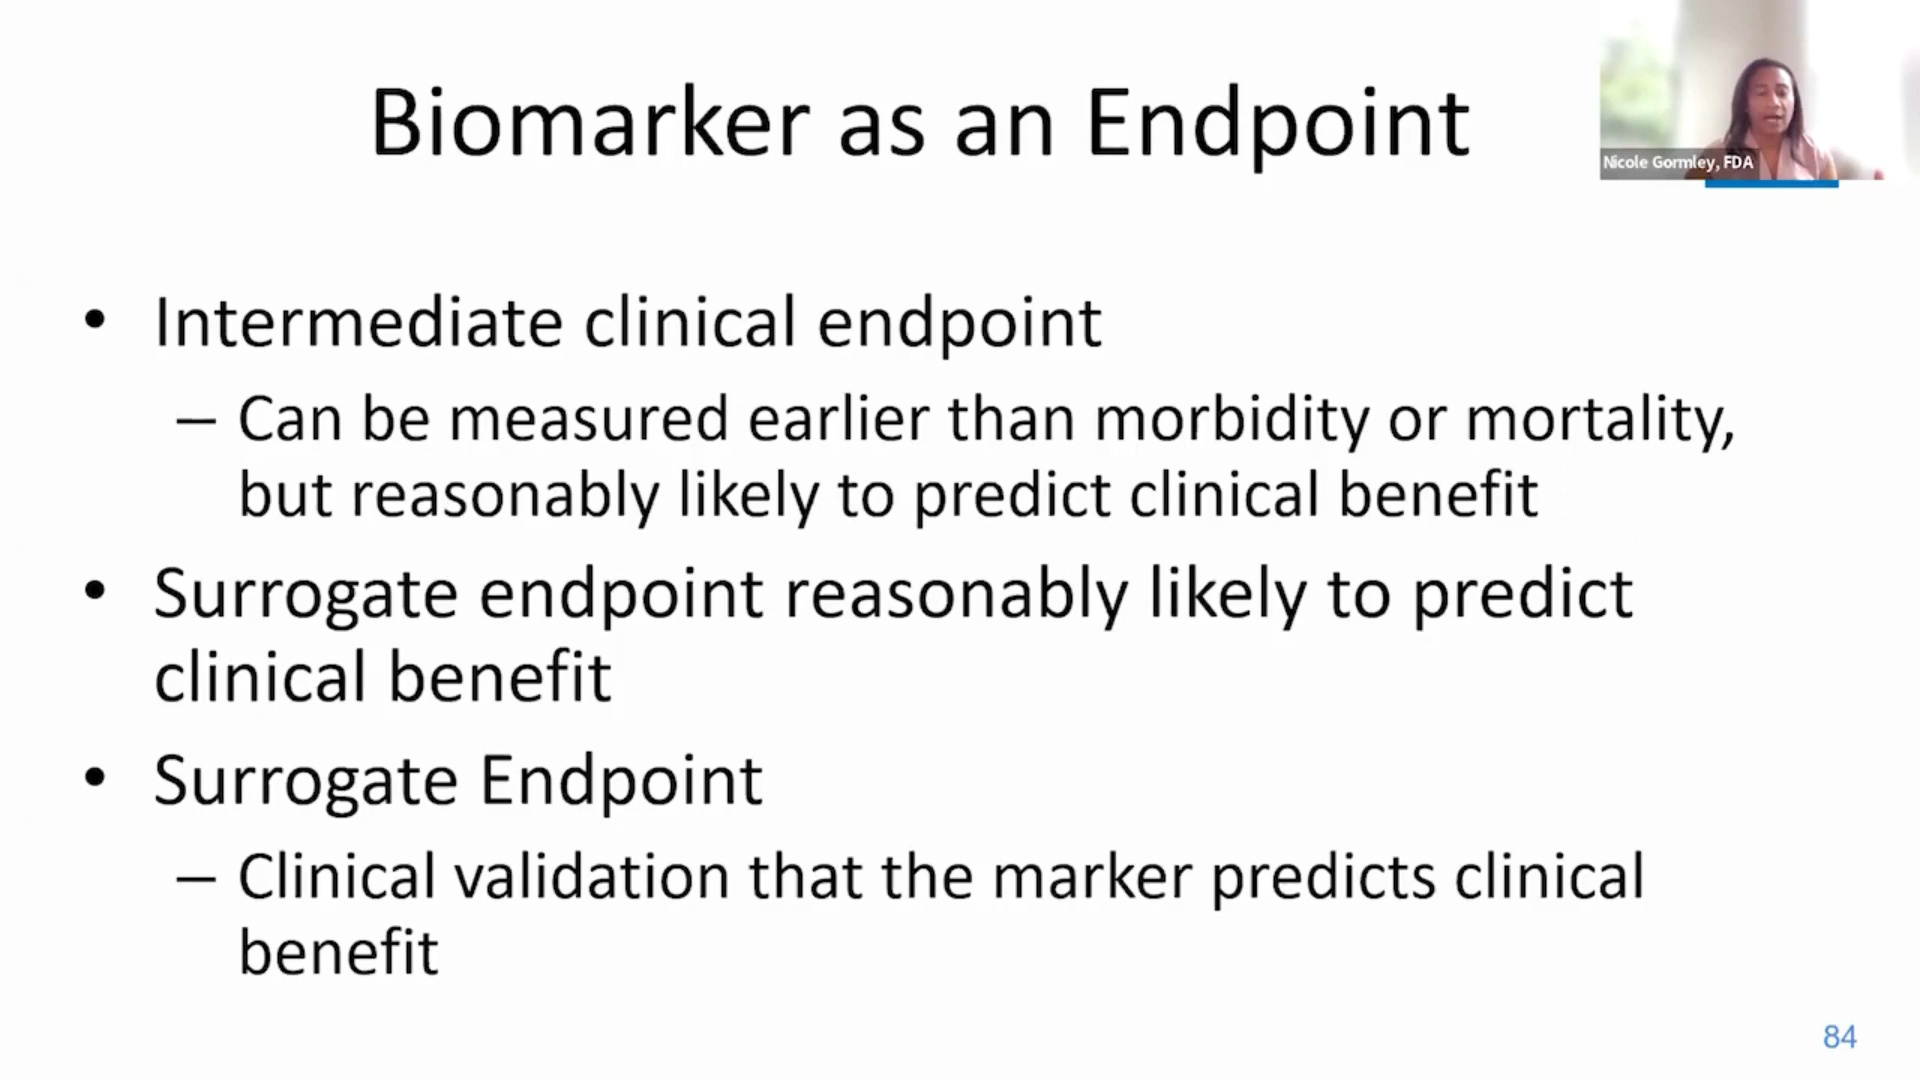 Biomarker as an Endpoint
Nicole Gormley, FDA
• Intermediate clinical endpoint
– Can be measured earlier than morbidity or mortality,
but reasonably likely to predict clinical benefit
• Surrogate endpoint reasonably likely to predict
clinical benefit
• Surrogate Endpoint
– Clinical validation that the marker predicts clinical
benefit
84